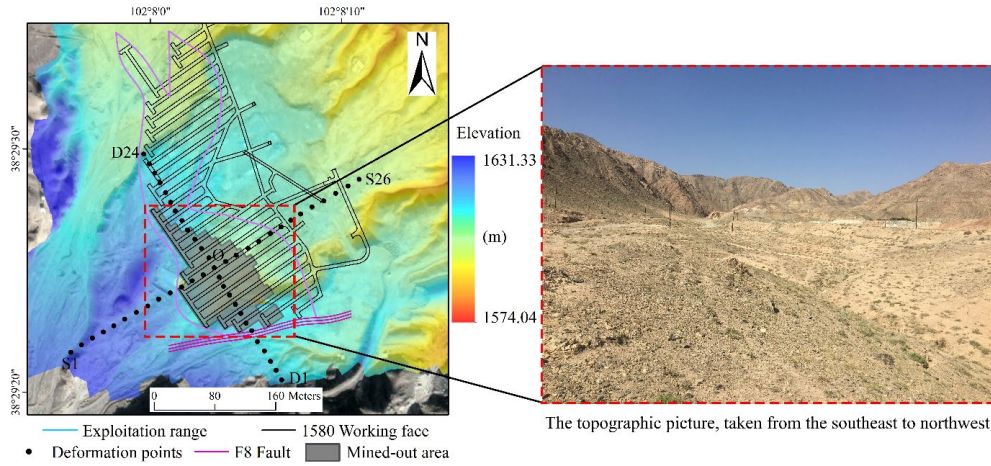 102°8'0" 102°8'10"
N
38°29'30"
38°29'20"
D24
S26
O
S1
D1
0 80 160 Meters
Elevation
1631.33
(m)
1574.04
Exploitation range 1580 Working face
Deformation points F8 Fault Mined-out area
The topographic picture, taken from the southeast to northwest